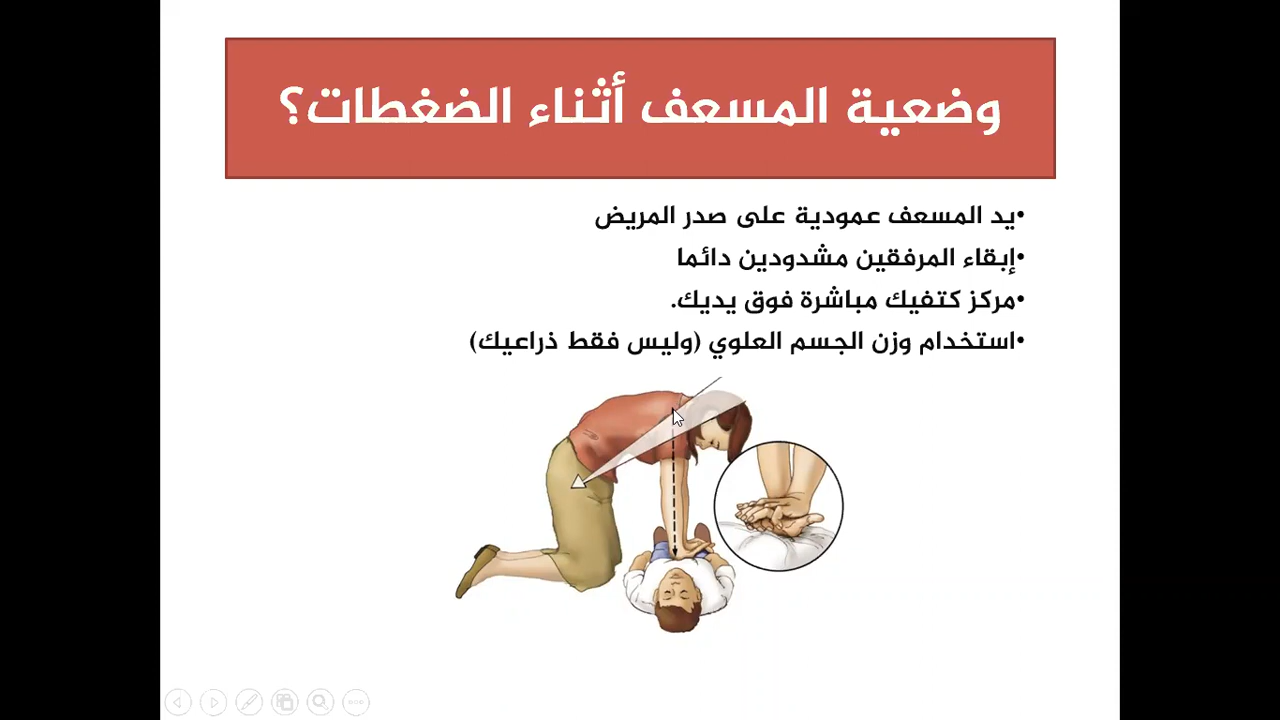 وضعية المسعف أثناء الضغطات؟
•يد المسعف عمودية على صدر المريض
•إبقاء المرفقين مشدودين دائما
•مركز كتفيك مباشرة فوق يديك.
•استخدام وزن الجسم العلوي (وليس فقط ذراعيك)